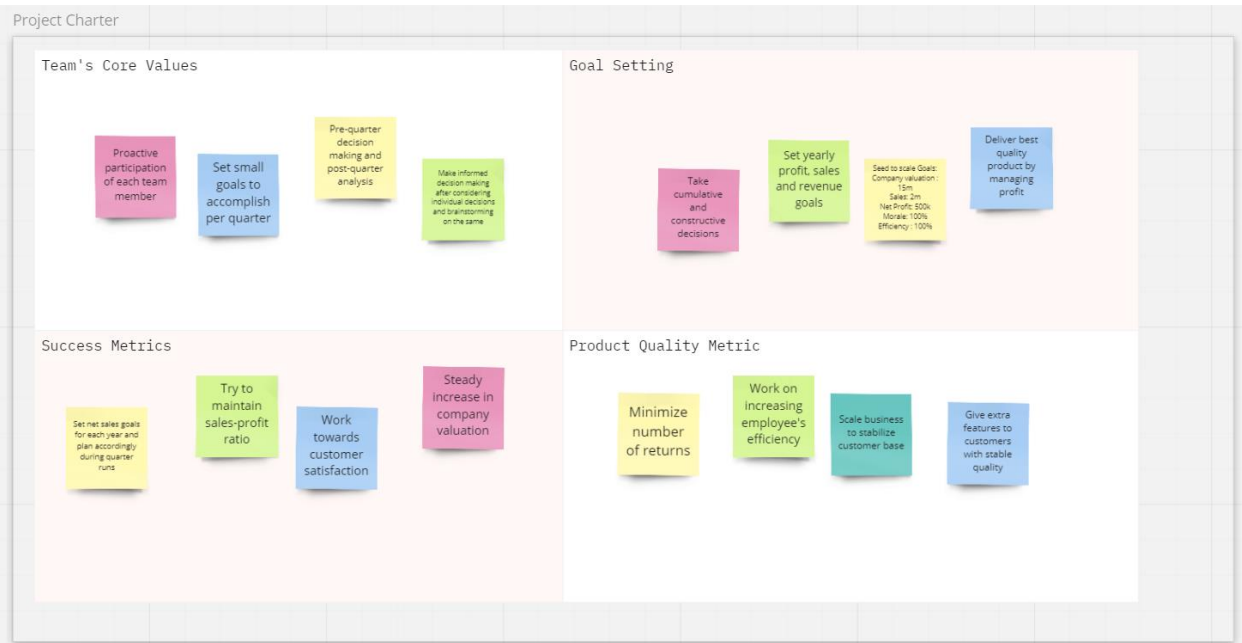 Project Charter
Team's Core Values
Proactive
participation
of each team
member
Set small
goals to
accomplish
per quarter
Pre-quarter
decision
making and
post-quarter
analysis
Make informed
decision making
after considering
individual decisions
and brainstorming
on the same
Goal Setting
Take
cumulative
and
constructive
decisions
Set yearly
profit, sales
and revenue
goals
Seed to scale Goals:
Company valuation :
15m
Sales: 2m
Net Profit: 500k
Morale: 100%
Efficiency : 100%
Deliver best
quality
product by
managing
profit
Success Metrics
Set net sales goals
for each year and
plan accordingly
during quarter
runs
Try to
maintain
sales-profit
ratio
Work
towards
customer
satisfaction
Steady
increase in
company
valuation
Product Quality Metric
Minimize
number
of returns
Work on
increasing
employee's
efficiency
Scale business
to stabilize
customer base
Give extra
features to
customers
with stable
quality